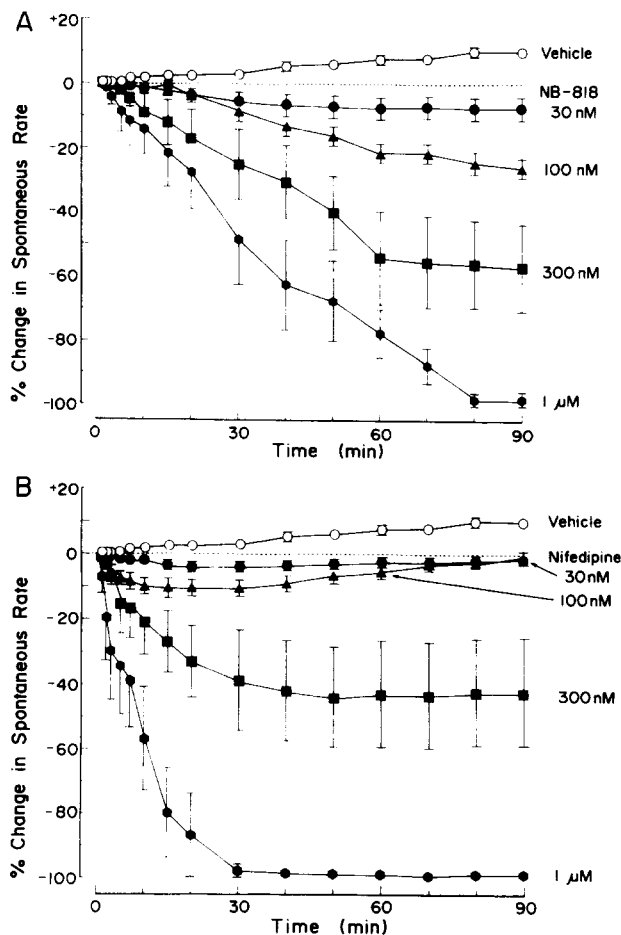 A
+20
0
-20
-40
-60
-80
-100
% Change in Spontaneous Rate
Vehicle
NB-818
30 nM
100 nM
300 nM
1 μM
0 30 60 90
Time (min)
B
+20
0
-20
-40
-60
-80
-100
% Change in Spontaneous Rate
Vehicle
Nifedipine
30 nM
100 nM
300 nM
1 μM
0 30 60 90
Time (min)